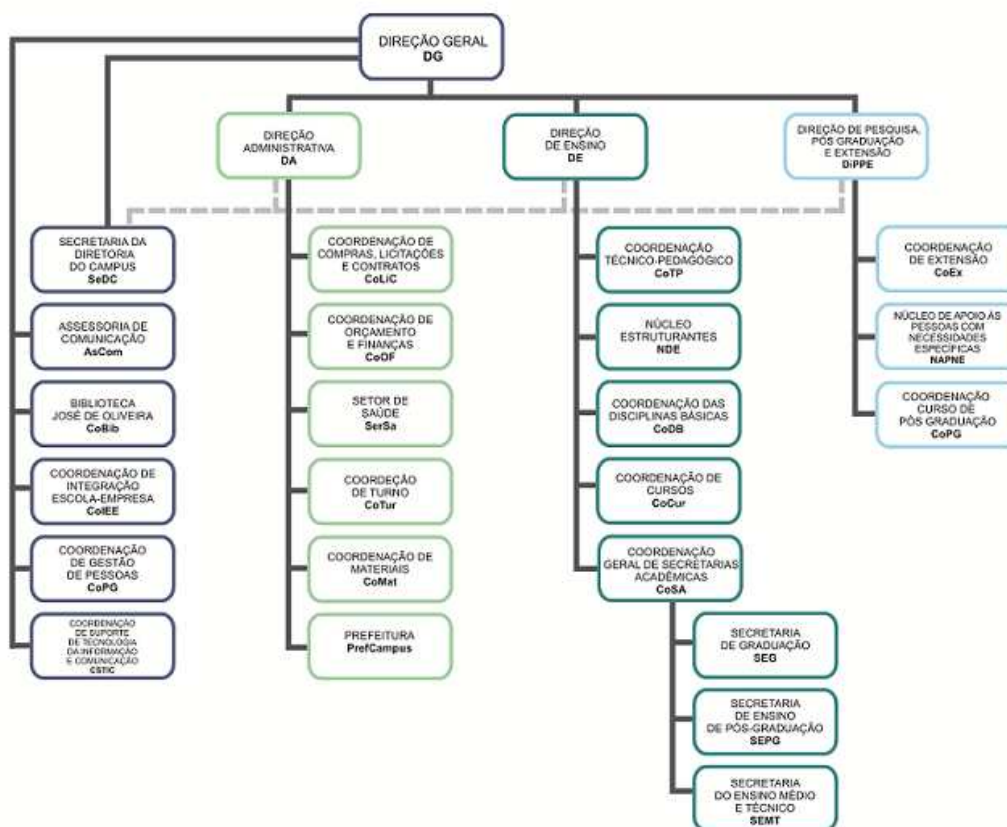 DIREÇÃO GERAL
DG
DIREÇÃO
ADMINISTRATIVA
DA
DIREÇÃO
DE ENSINO
DE
DIREÇÃO DE PESQUISA,
PÓS GRADUAÇÃO
E EXTENSÃO
DiPPE
SECRETARIA DA
DIRETORIA
DO CAMPUS
SeDC
ASSESSORIA DE
COMUNICAÇÃO
AsCom
BIBLIOTECA
JOSÉ DE OLIVEIRA
CoBib
COORDENAÇÃO DE
INTEGRAÇÃO
ESCOLA-EMPRESA
CoIEE
COORDENAÇÃO
DE GESTÃO
DE PESSOAS
CoPG
COORDENAÇÃO
DE SUPORTE
DE TECNOLOGIA
DA INFORMAÇÃO
E COMUNICAÇÃO
CSTIC
COORDENAÇÃO DE
COMPRAS, LICITAÇÕES
E CONTRATOS
CoLiC
COORDENAÇÃO DE
ORÇAMENTO
E FINANÇAS
CoOF
SETOR DE
SAÚDE
SerSa
COORDEÇÃO
DE TURNO
CoTur
COORDENAÇÃO DE
MATERIAIS
CoMat
PREFEITURA
PrefCampus
COORDENAÇÃO
TÉCNICO-PEDAGÓGICO
CoTP
NÚCLEO
ESTRUTURANTES
NDE
COORDENAÇÃO DAS
DISCIPLINAS BÁSICAS
CoDB
COORDENAÇÃO DE
CURSOS
CoCur
COORDENAÇÃO
GERAL DE SECRETARIAS
ACADÊMICAS
CoSA
SECRETARIA
DE GRADUAÇÃO
SEG
SECRETARIA
DE ENSINO
DE PÓS-GRADUAÇÃO
SEPG
SECRETARIA
DO ENSINO MÉDIO
E TÉCNICO
SEMT
COORDENAÇÃO
DE EXTENSÃO
CoEx
NÚCLEO DE APOIO ÀS
PESSOAS COM
NECESSIDADES
ESPECÍFICAS
NAPNE
COORDENAÇÃO
CURSO DE
PÓS GRADUAÇÃO
CoPG